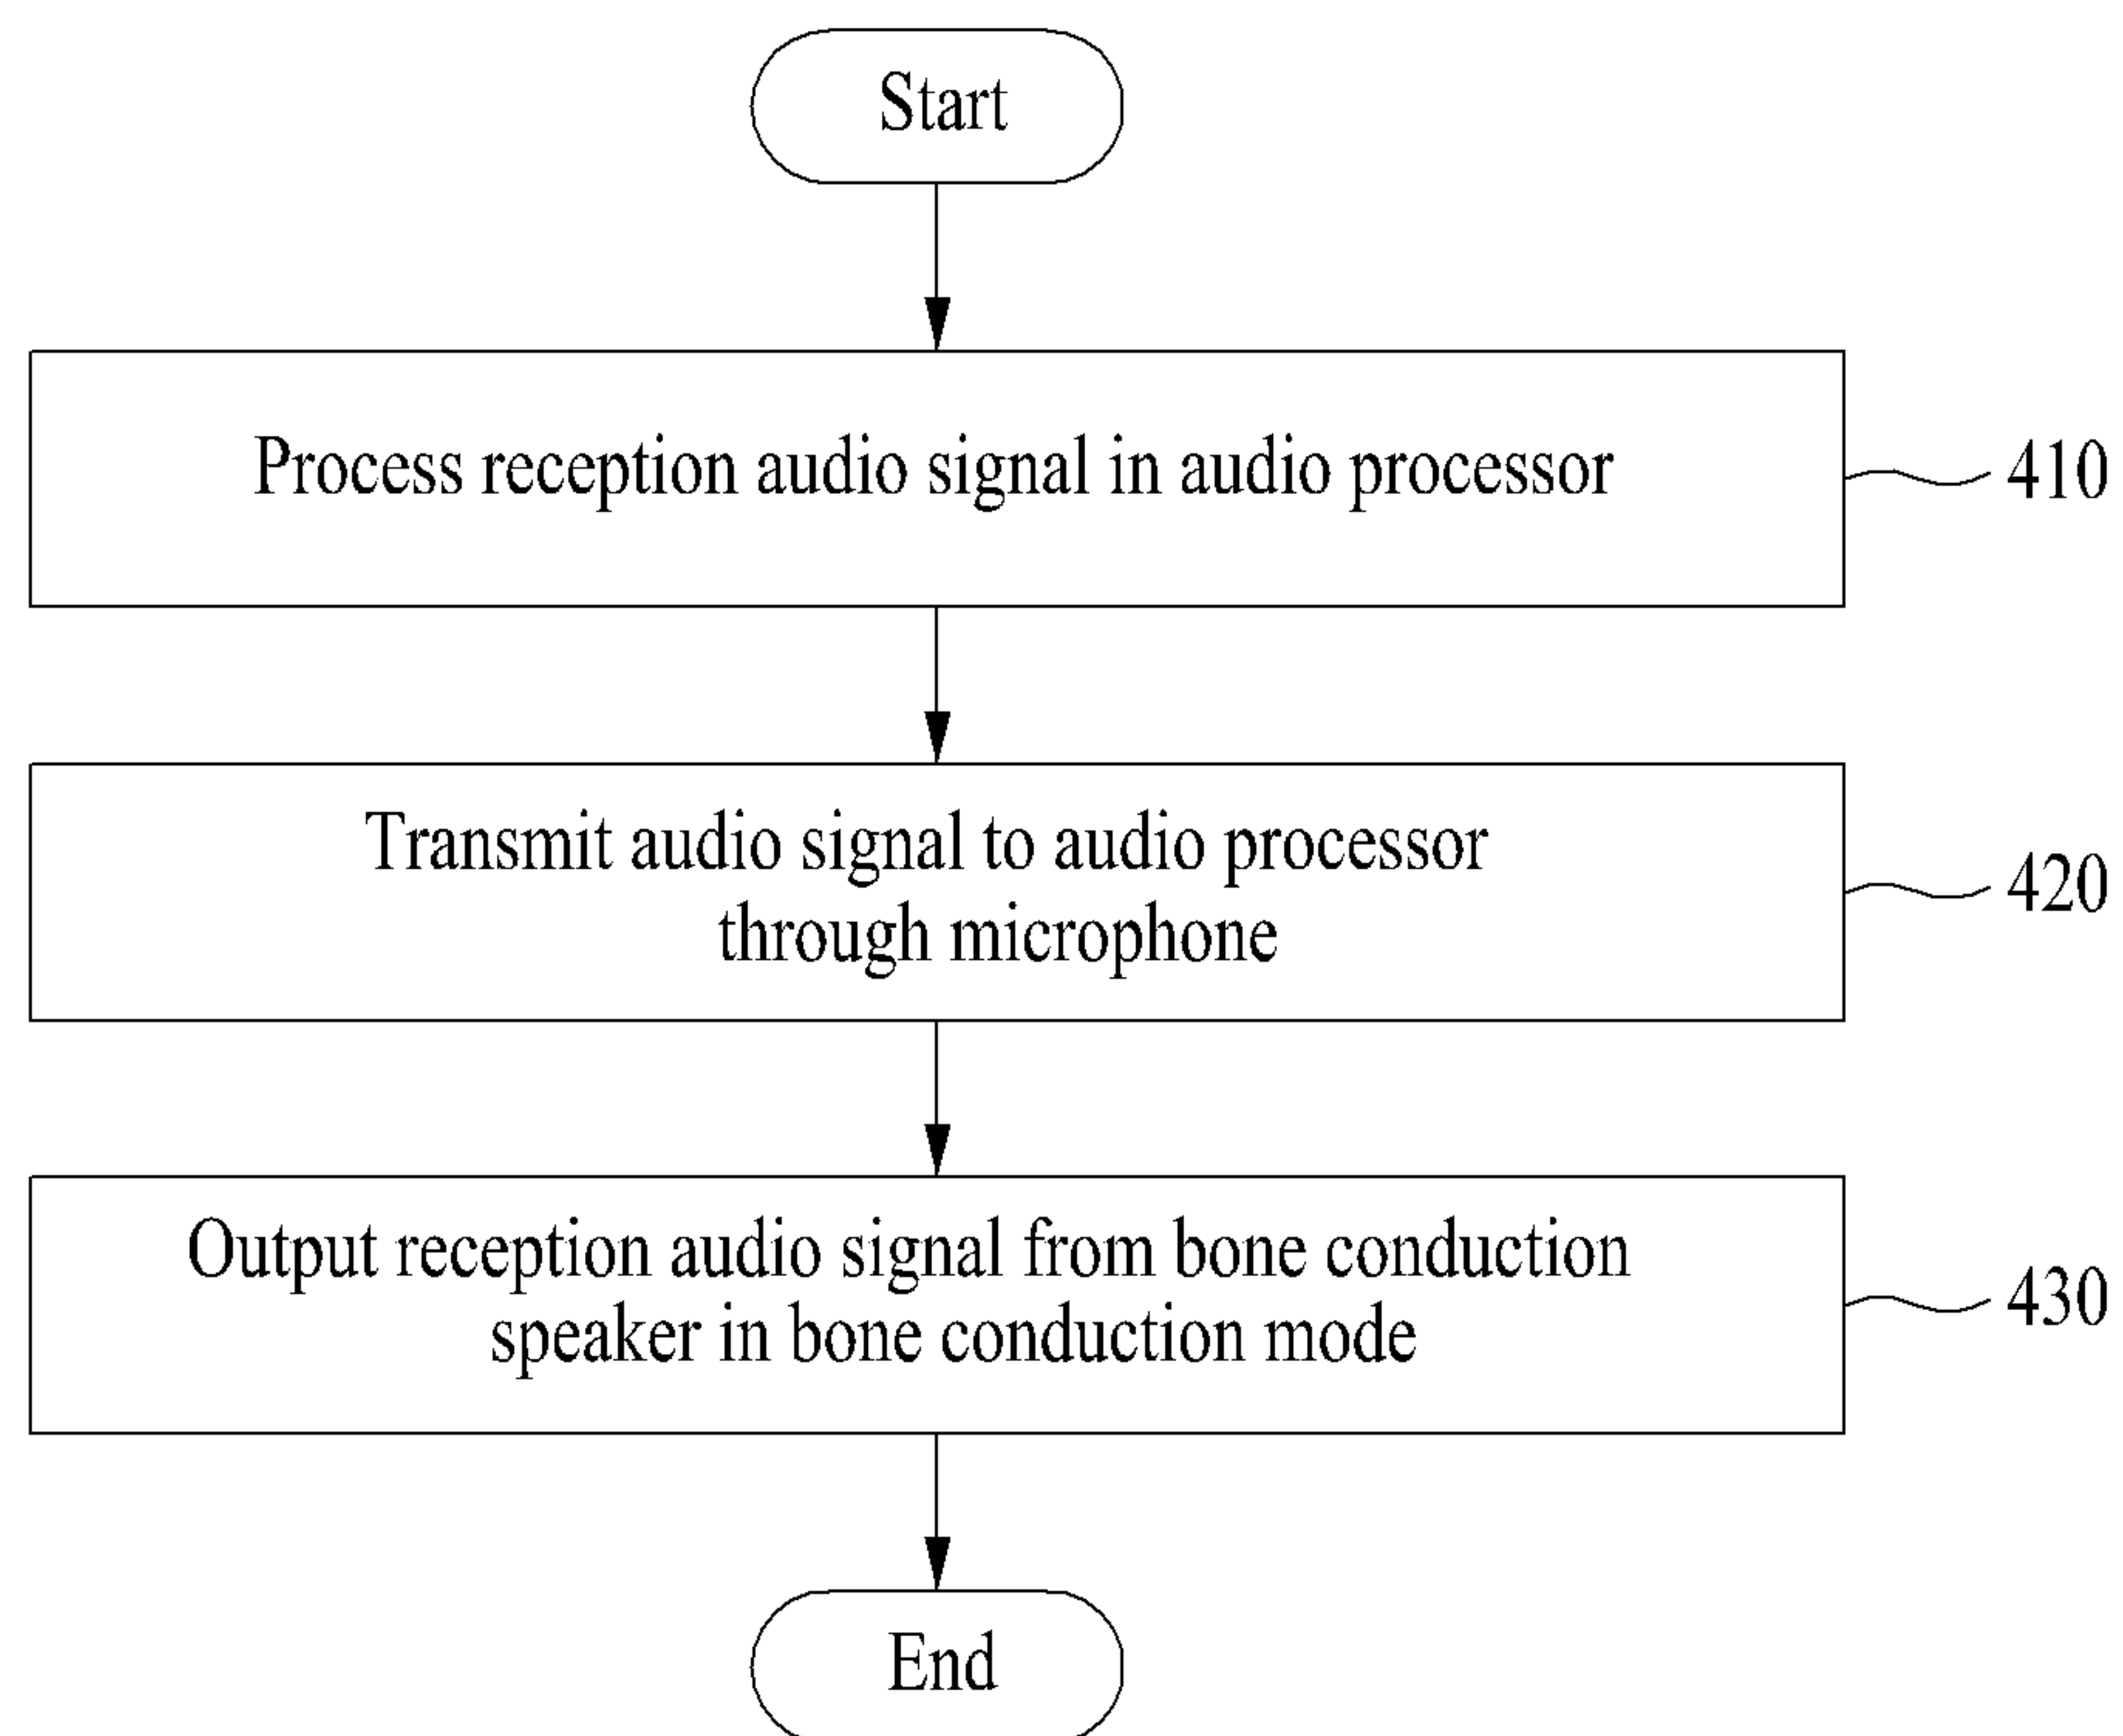 Start
Process reception audio signal in audio processor
410
Transmit audio signal to audio processor
through microphone
420
Output reception audio signal from bone conduction
speaker in bone conduction mode
430
End